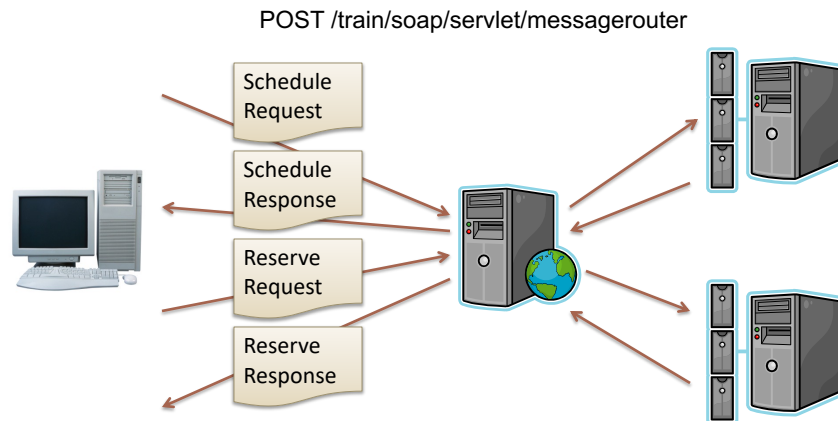 POST /train/soap/servlet/messagerouter
Schedule
Request
Schedule
Response
Reserve
Request
Reserve
Response